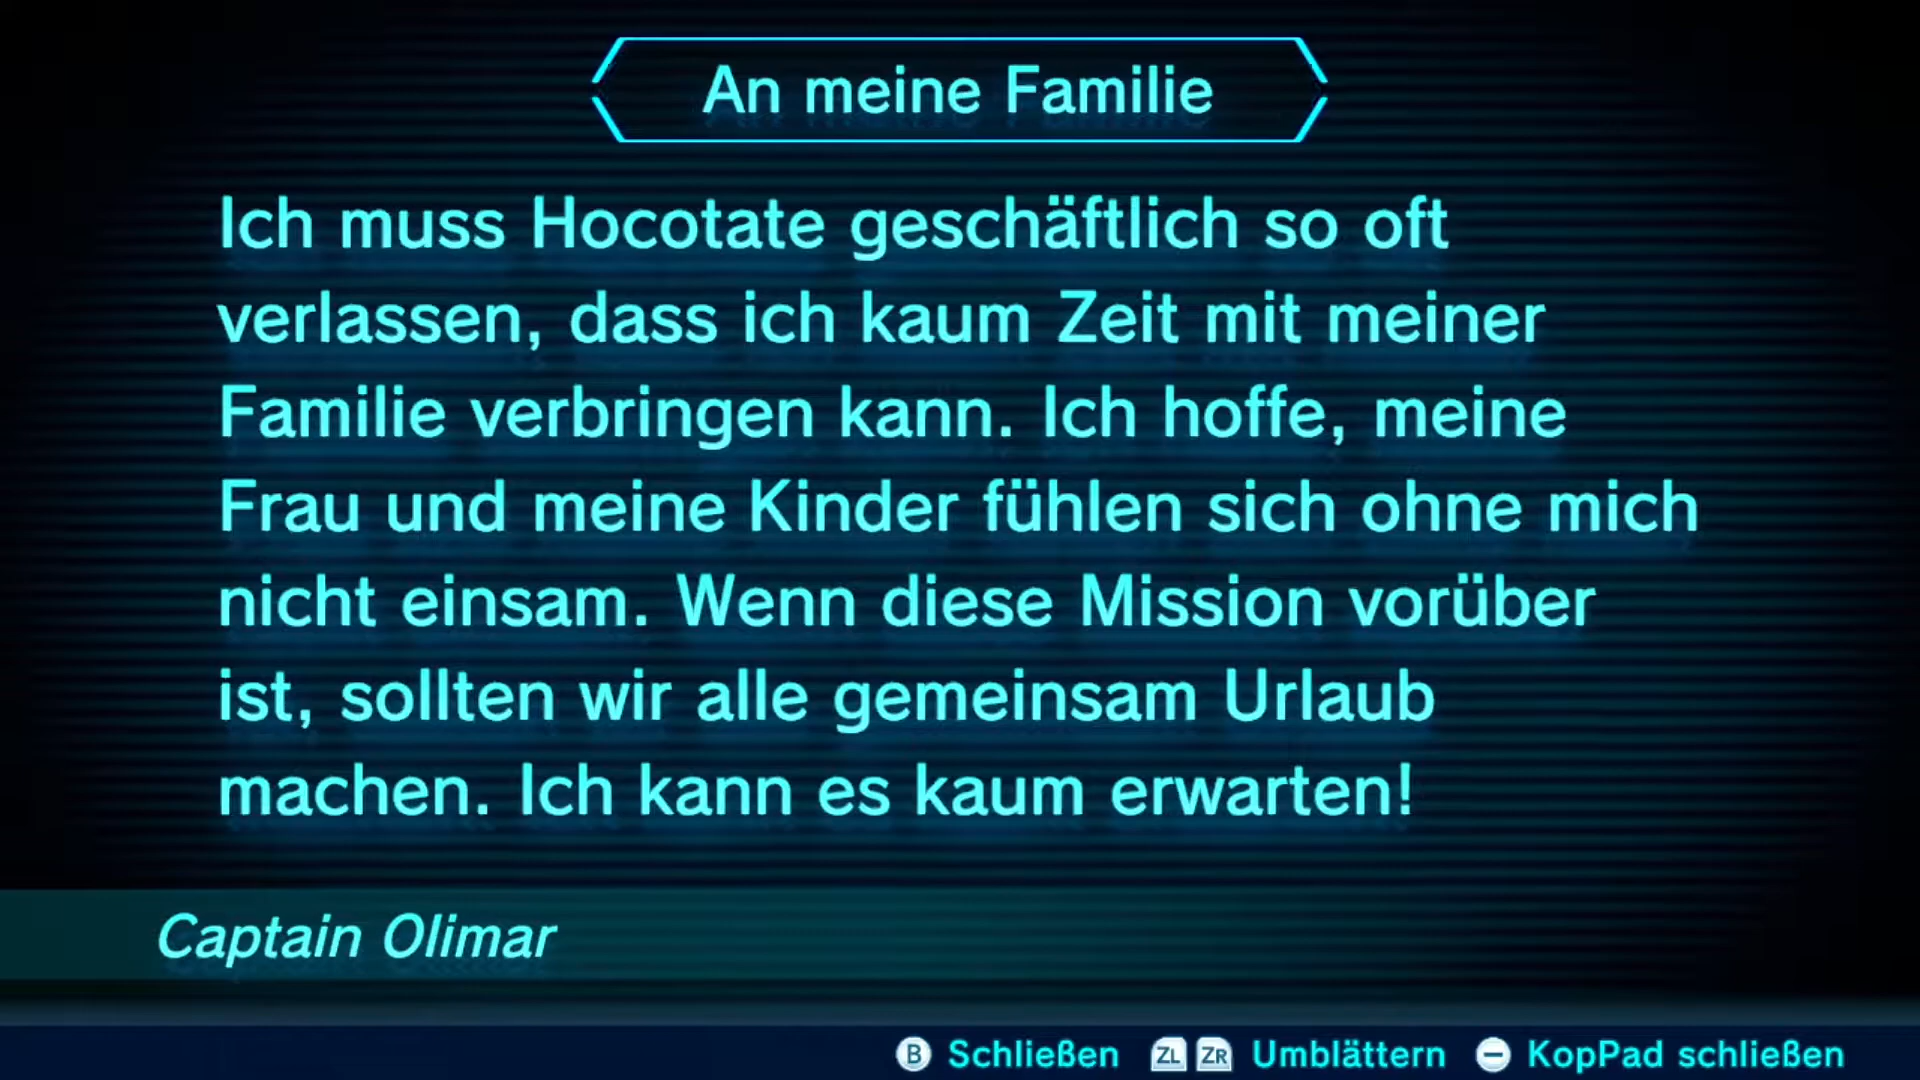 An meine Familie
Ich muss Hocotate geschäftlich so oft
verlassen, dass ich kaum Zeit mit meiner
Familie verbringen kann. Ich hoffe, meine
Frau und meine Kinder fühlen sich ohne mich
nicht einsam. Wenn diese Mission vorüber
ist, sollten wir alle gemeinsam Urlaub
machen. Ich kann es kaum erwarten!
Captain Olimar
B Schließen ZL ZR Umblättern − KopPad schließen